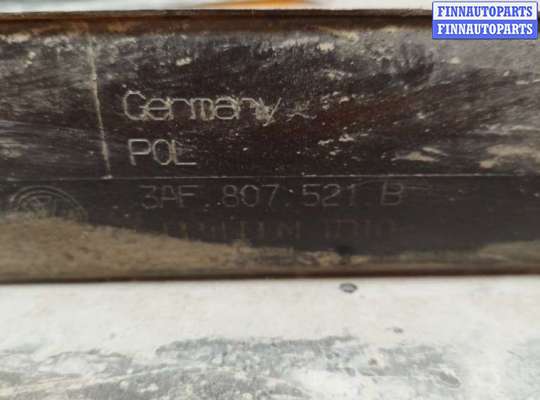 FINNAUTOPARTS
FINNAUTOPARTS
Germany
POL
3AF 807 521 B